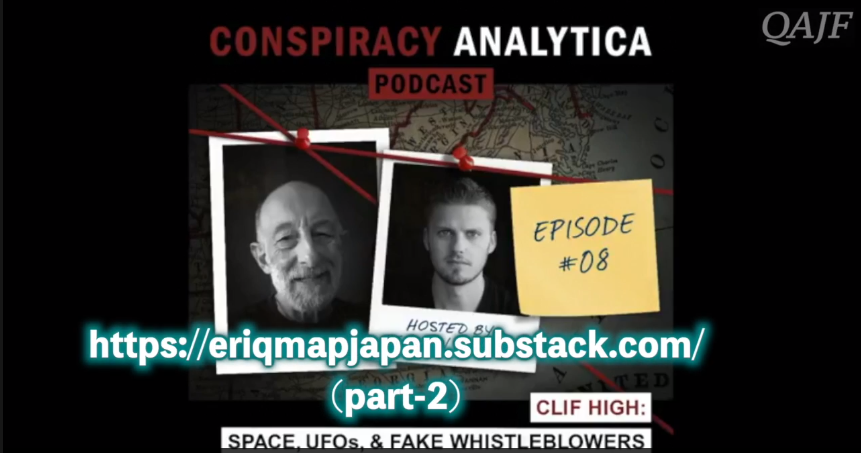 QAJF
CONSPIRACY ANALYTICA
PODCAST
EPISODE
#08
HOSTED BY
https://eriqmapjapan.substack.com/
（part-2）
CLIF HIGH:
SPACE, UFOs, & FAKE WHISTLEBLOWERS